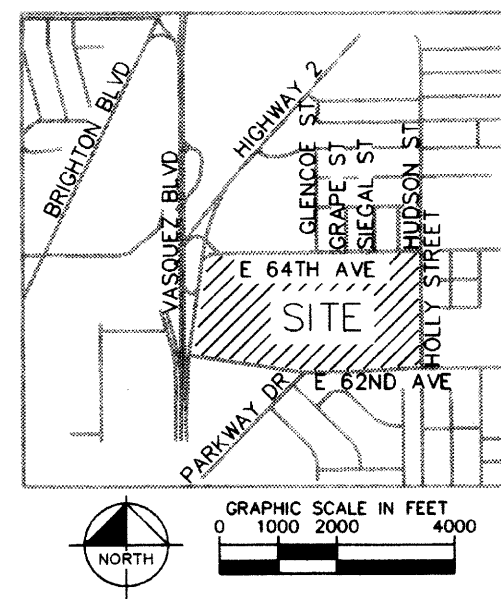 BRIGHTON BLVD
VASQUEZ BLVD
HIGHWAY 2
GLENCOE ST
GRAPE ST
SIEGAL ST
HUDSON ST
HOLLY STREET
E 64TH AVE
SITE
E 62ND AVE
PARKWAY DR
NORTH
GRAPHIC SCALE IN FEET
0 1000 2000 4000